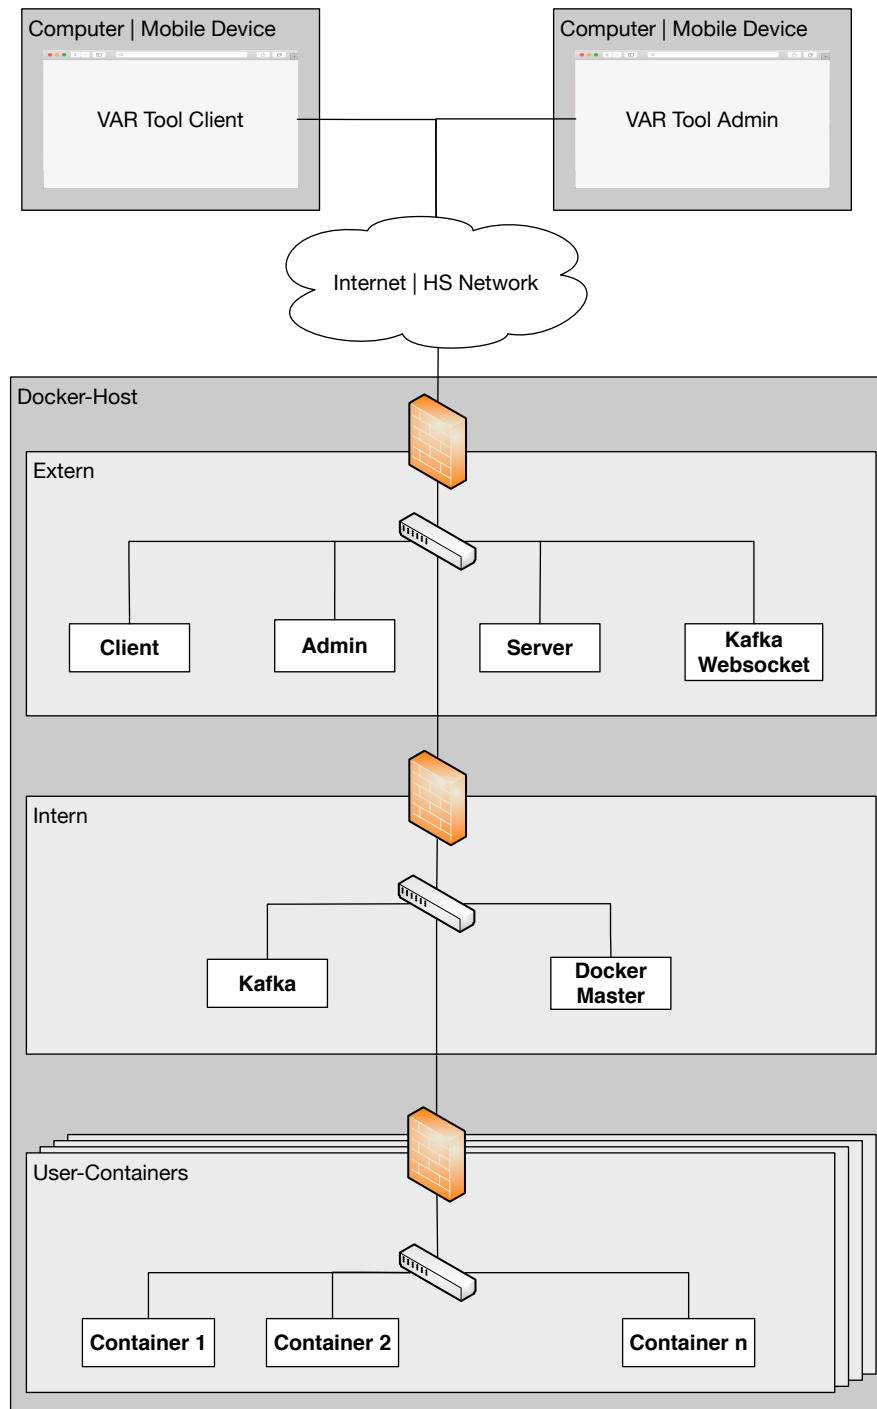 Computer | Mobile Device
VAR Tool Client
Computer | Mobile Device
VAR Tool Admin
Internet | HS Network
Docker-Host
Extern
Client
Admin
Server
Kafka
Websocket
Intern
Kafka
Docker
Master
User-Containers
Container 1
Container 2
Container n